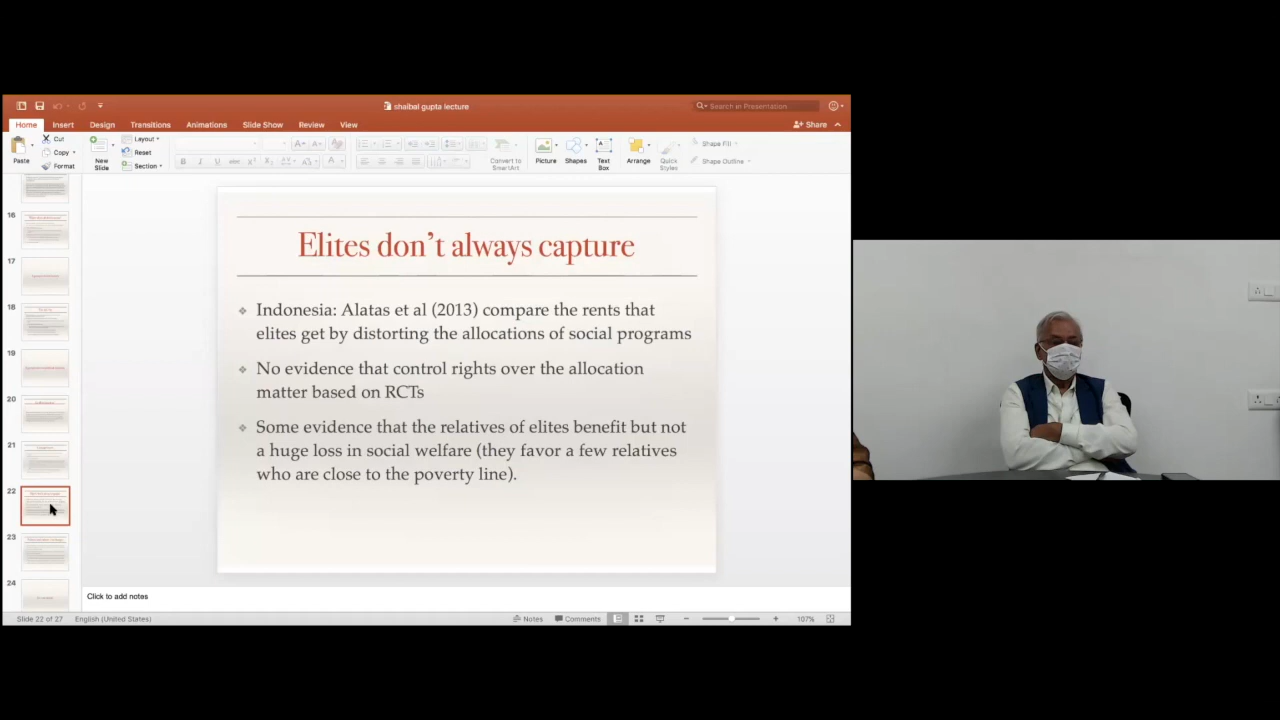 shaibal gupta lecture
Search in Presentation
Home Insert Design Transitions Animations Slide Show Review View
Share
Paste
Cut
Copy
Format
New Slide
Layout
Reset
Section
Convert to SmartArt
Picture
Shapes
Text Box
Arrange
Quick Styles
Shape Fill
Shape Outline
16
17
18
19
20
21
22
23
24
Elites don't always capture
Indonesia: Alatas et al (2013) compare the rents that
elites get by distorting the allocations of social programs
No evidence that control rights over the allocation
matter based on RCTs
Some evidence that the relatives of elites benefit but not
a huge loss in social welfare (they favor a few relatives
who are close to the poverty line).
Click to add notes
Slide 22 of 27 English (United States)
Notes Comments
107%